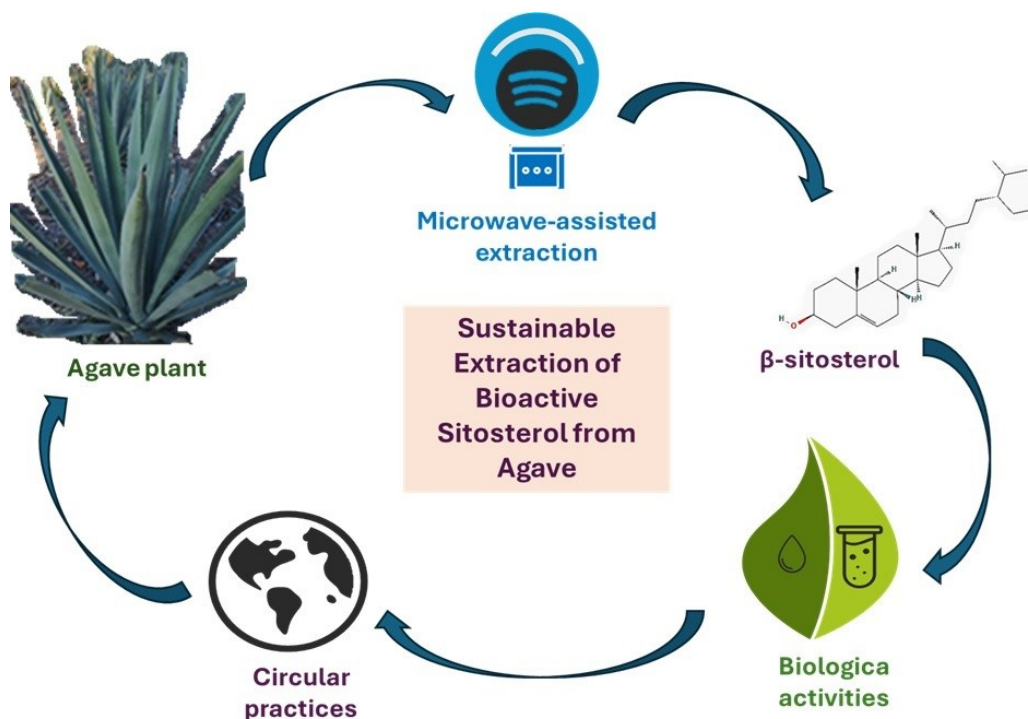 Microwave-assisted
extraction
Agave plant
Sustainable
Extraction of
Bioactive
Sitosterol from
Agave
H
H
H
H
O
β-sitosterol
Circular
practices
Biologica
activities